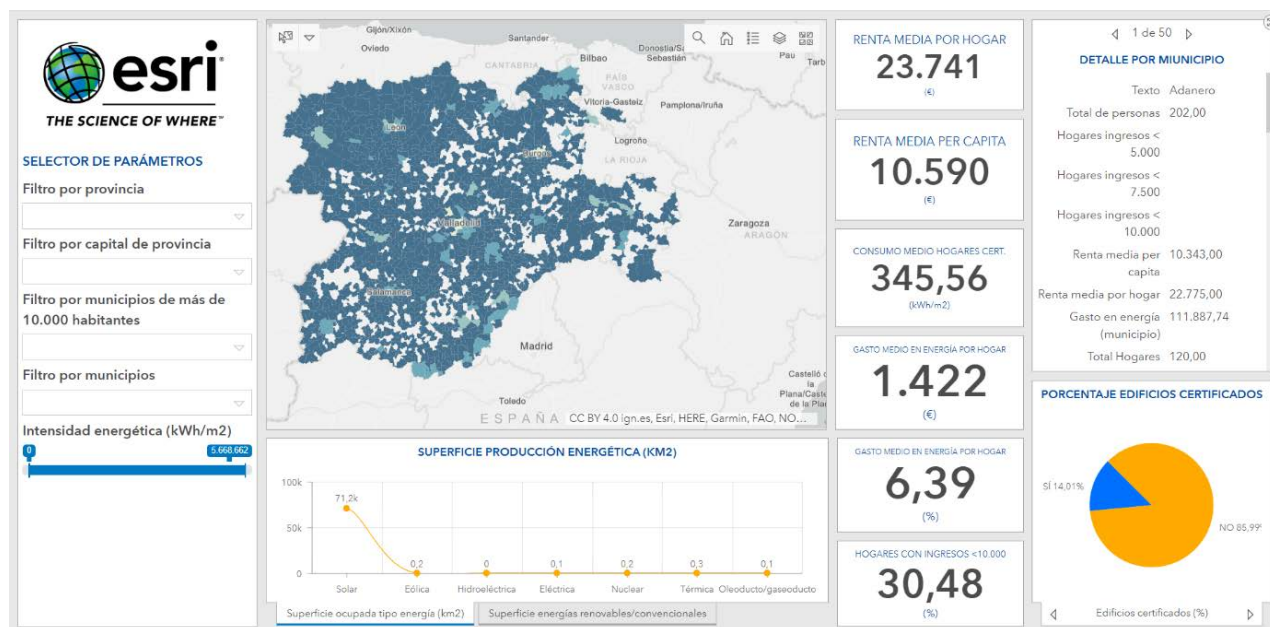 esri
THE SCIENCE OF WHERE™
SELECTOR DE PARÁMETROS
Filtro por provincia
Filtro por capital de provincia
Filtro por municipios de más de
10.000 habitantes
Filtro por municipios
Intensidad energética (kWh/m2)
0
5.668.662
Gijón/Xixón
Oviedo
Santander
CANTABRIA
Bilbao
Donostia/S
Sebastián
Pau
Tarb
PAÍS
VASCO
Vitoria-Gasteiz
Pamplona/Iruña
León
Burgos
Logroño
LA RIOJA
Valladolid
Zaragoza
ARAGÓN
Salamanca
Madrid
Toledo
ESPAÑA
Castelló d
la
Plana/Caste
de la Plan
CC BY 4.0 ign.es, Esri, HERE, Garmin, FAO, NO...
SUPERFICIE PRODUCCIÓN ENERGÉTICA (KM2)
100k
50k
0
71,2k
0,2
0
0,1
0,2
0,3
0,1
Solar
Eólica
Hidroeléctrica
Eléctrica
Nuclear
Térmica
Oleoducto/gaseoducto
Superficie ocupada tipo energía (km2)
Superficie energías renovables/convencionales
RENTA MEDIA POR HOGAR
23.741
(€)
RENTA MEDIA PER CAPITA
10.590
(€)
CONSUMO MEDIO HOGARES CERT.
345,56
(kWh/m2)
GASTO MEDIO EN ENERGÍA POR HOGAR
1.422
(€)
GASTO MEDIO EN ENERGÍA POR HOGAR
6,39
(%)
HOGARES CON INGRESOS <10.000
30,48
(%)
1 de 50
DETALLE POR MIUNICIPIO
Texto Adanero
Total de personas 202,00
Hogares ingresos <
5.000
Hogares ingresos <
7.500
Hogares ingresos <
10.000
Renta media per 10.343,00
capita
Renta media por hogar 22.775,00
Gasto en energía 111.887,74
(municipio)
Total Hogares 120,00
PORCENTAJE EDIFICIOS CERTIFICADOS
SÍ 14,01%
NO 85,99%
Edificios certificados (%)